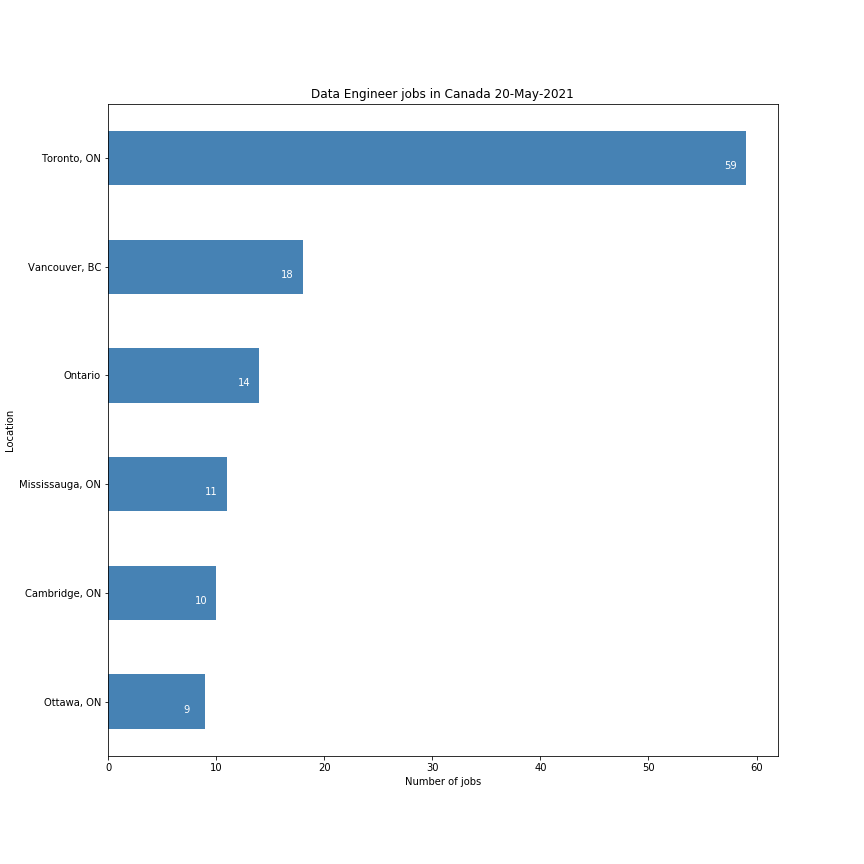 Data Engineer jobs in Canada 20-May-2021
Toronto, ON
59
Vancouver, BC
18
Ontario
14
Location
Mississauga, ON
11
Cambridge, ON
10
Ottawa, ON
9
0 10 20 30 40 50 60
Number of jobs